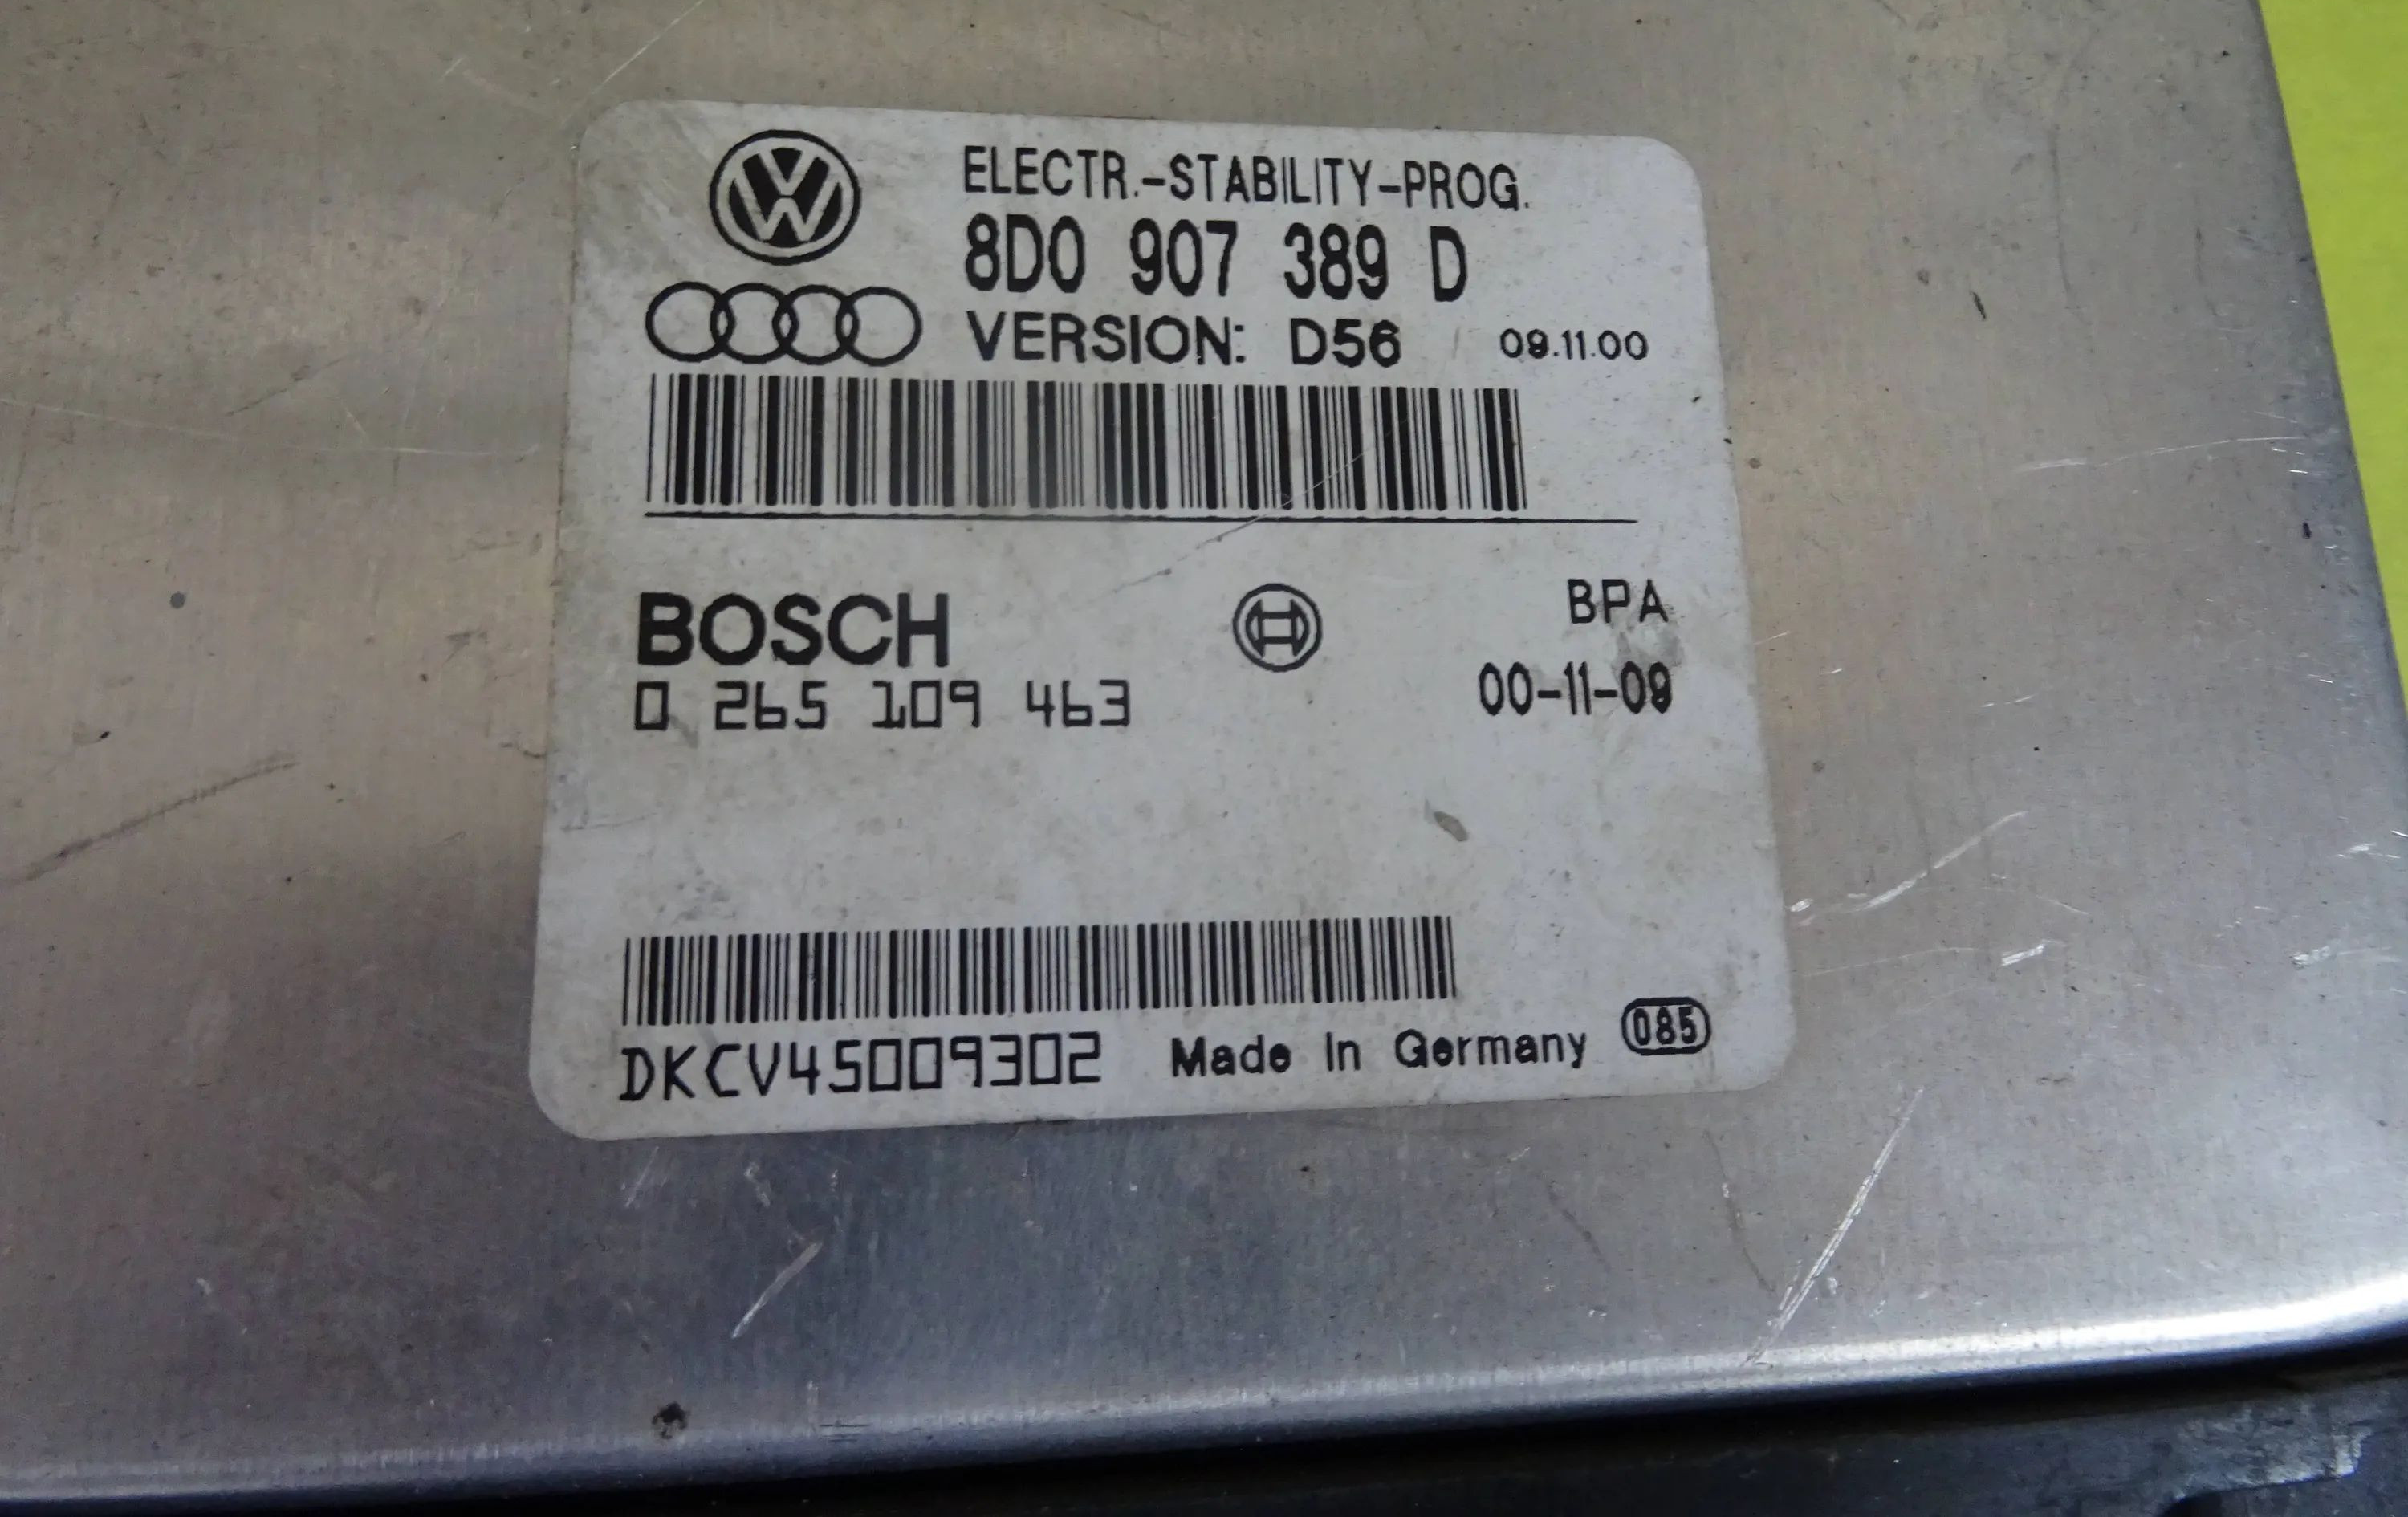 ELECTR.-STABILITY-PROG.
8D0 907 389 D
VERSION: D56 09.11.00
BOSCH BPA
0 265 109 463 00-11-09
DKCV45009302 Made In Germany 085